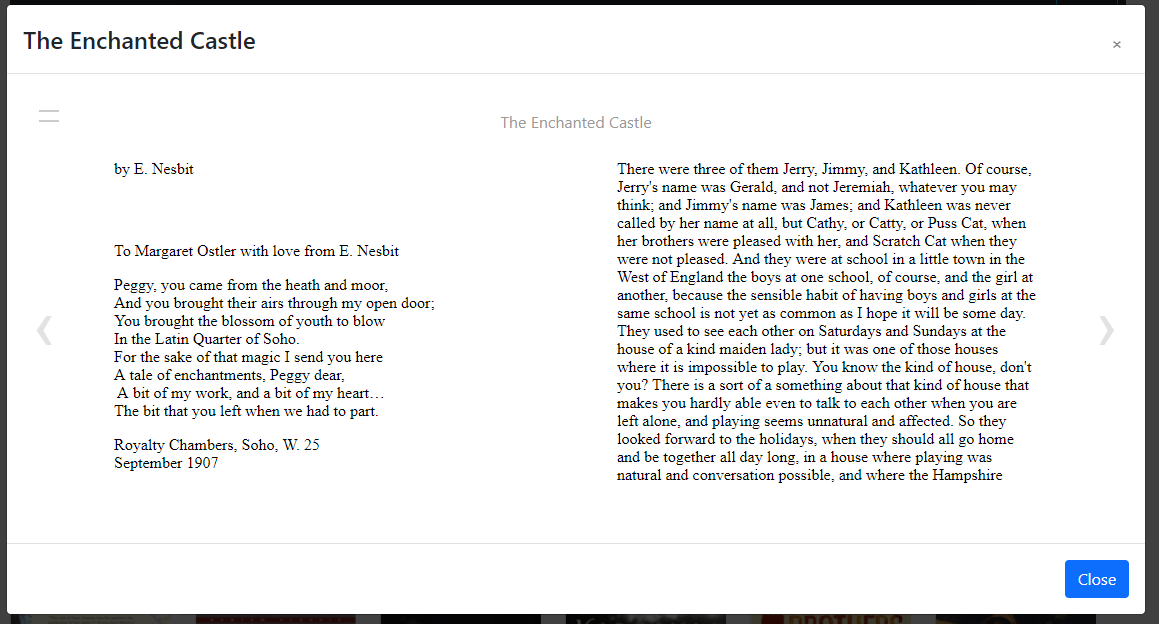 The Enchanted Castle
×
The Enchanted Castle
by E. Nesbit
To Margaret Ostler with love from E. Nesbit
Peggy, you came from the heath and moor,
And you brought their airs through my open door;
You brought the blossom of youth to blow
In the Latin Quarter of Soho.
For the sake of that magic I send you here
A tale of enchantments, Peggy dear,
A bit of my work, and a bit of my heart…
The bit that you left when we had to part.
Royalty Chambers, Soho, W. 25
September 1907
There were three of them Jerry, Jimmy, and Kathleen. Of course,
Jerry's name was Gerald, and not Jeremiah, whatever you may
think; and Jimmy's name was James; and Kathleen was never
called by her name at all, but Cathy, or Catty, or Puss Cat, when
her brothers were pleased with her, and Scratch Cat when they
were not pleased. And they were at school in a little town in the
West of England the boys at one school, of course, and the girl at
another, because the sensible habit of having boys and girls at the
same school is not yet as common as I hope it will be some day.
They used to see each other on Saturdays and Sundays at the
house of a kind maiden lady; but it was one of those houses
where it is impossible to play. You know the kind of house, don't
you? There is a sort of a something about that kind of house that
makes you hardly able even to talk to each other when you are
left alone, and playing seems unnatural and affected. So they
looked forward to the holidays, when they should all go home
and be together all day long, in a house where playing was
natural and conversation possible, and where the Hampshire
Close
BROTHERS